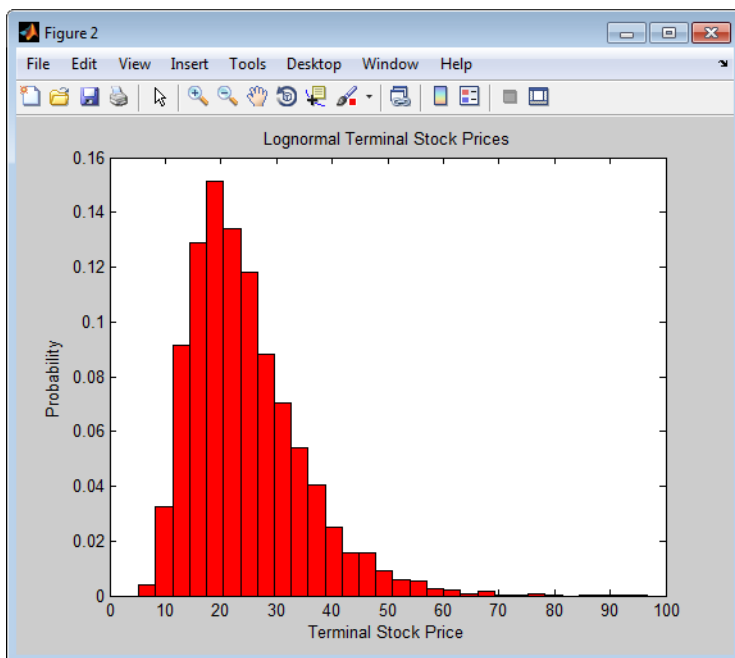 Figure 2
File Edit View Insert Tools Desktop Window Help
Lognormal Terminal Stock Prices
0.16
0.14
0.12
0.1
0.08
0.06
0.04
0.02
0
Probability
0 10 20 30 40 50 60 70 80 90 100
Terminal Stock Price